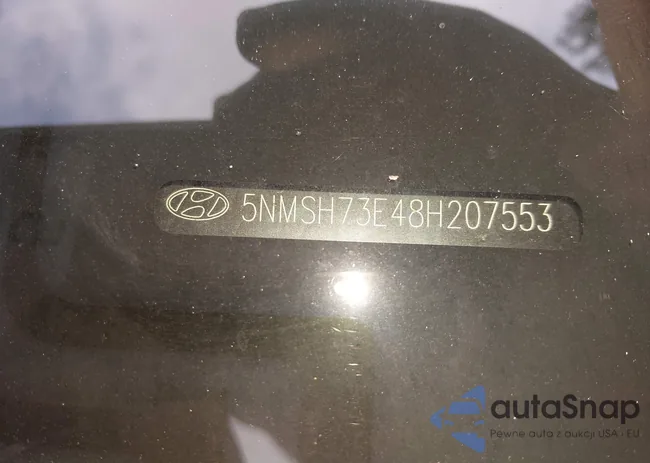 5NMSH73E48H207553
autaSnap
Pewne auta z aukcji USA - EU